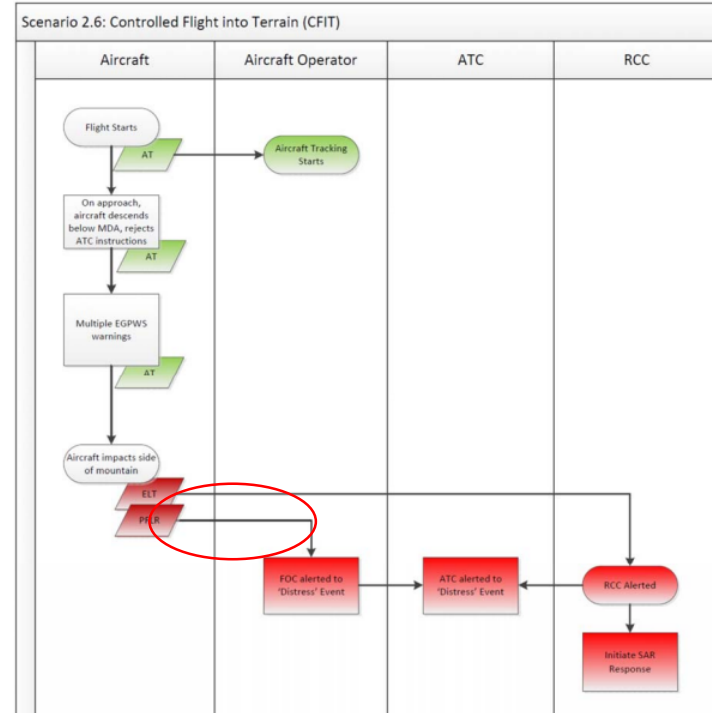 Scenario 2.6: Controlled Flight into Terrain (CFIT)
Aircraft
Aircraft Operator
ATC
RCC
Flight Starts
AT
Aircraft Tracking
Starts
On approach,
aircraft descends
below MDA, rejects
ATC instructions
AT
Multiple EGPWS
warnings
AT
Aircraft impacts side
of mountain
ELT
PFLR
FOC alerted to
'Distress' Event
ATC alerted to
'Distress' Event
RCC Alerted
Initiate SAR
Response